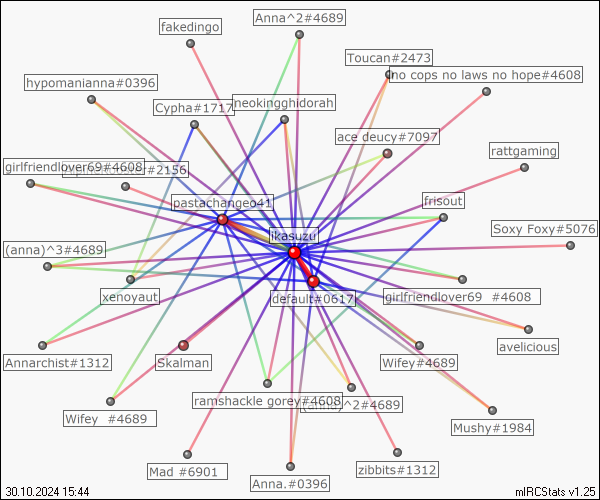 Anna^2#4689
fakedingo
Toucan#2473
no cops no laws no hope#4608
hypomanianna#0396
Cypha#1717
neokingghidorah
ace deucy#7097
rattgaming
girlfriendlover69#4608
#2156
pastachangeo41
frisout
Soxy Foxy#5076
ikasuzu
(anna)^3#4689
xenoyaut
default#0617
girlfriendlover69 #4608
avelicious
Annarchist#1312
Skalman
Wifey#4689
ramshackle gorey#4608
^2#4689
Wifey #4689
Mushy#1984
Mad #6901
Anna.#0396
zibbits#1312
30.10.2024 15:44
mIRCStats v1.25